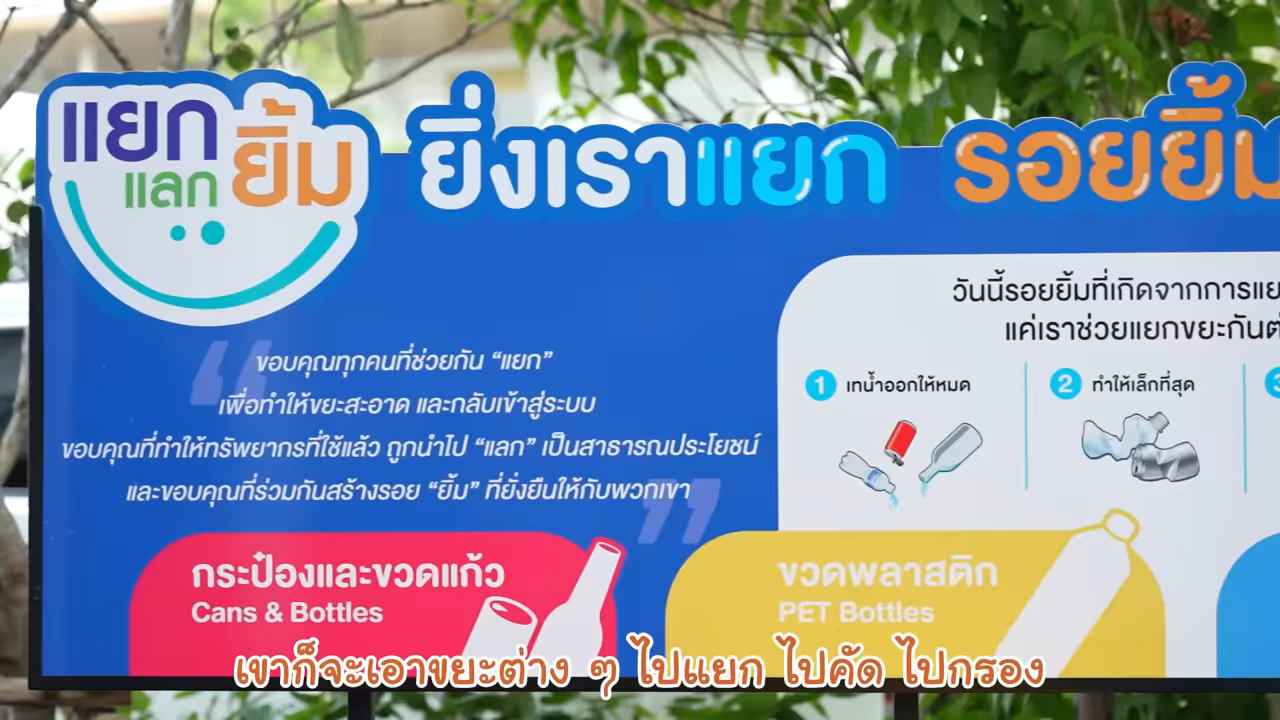 แยก
แลก
ยิ้ม
ยิ่งเราแยก รอยยิ้ม
ขอบคุณทุกคนที่ช่วยกัน “แยก”
เพื่อทำให้ขยะสะอาด และกลับเข้าสู่ระบบ
ขอบคุณที่ทำให้ทรัพยากรที่ใช้แล้ว ถูกนำไป “แลก” เป็นสาธารณประโยชน์
และขอบคุณที่ร่วมกันสร้างรอย “ยิ้ม” ที่ยั่งยืนให้กับพวกเขา
วันนี้รอยยิ้มที่เกิดจากการแย
แค่เราช่วยแยกขยะกันต
1 เทน้ำออกให้หมด
2 ทำให้เล็กที่สุด
3
กระป๋องและขวดแก้ว
Cans & Bottles
ขวดพลาสติก
PET Bottles
เขาก็จะเอาขยะต่าง ๆ ไปแยก ไปคัด ไปกรอง